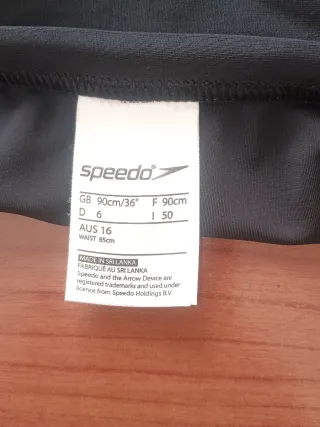 speedo
GB 90cm/36" F 90cm
D 6 I 50
AUS 16
WAIST 85cm
MADE IN SRI LANKA
FABRIQUÉ AU SRI LANKA
Speedo and the Arrow Device are
registered trademarks and used under
licence from Speedo Holdings B.V.